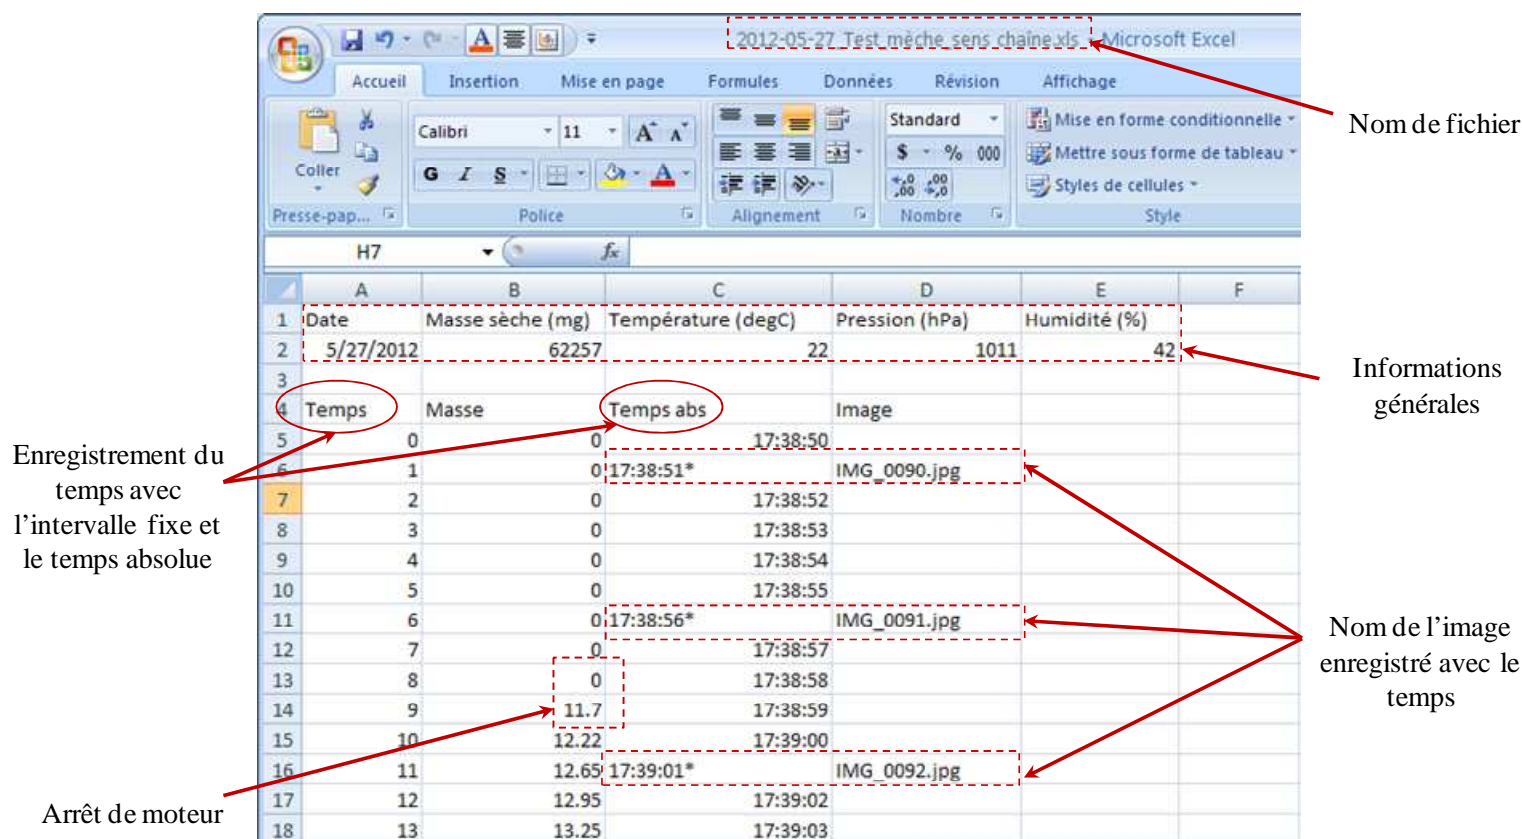 2012-05-27_Test_mèche_sens_chaîne.xls - Microsoft Excel
Accueil Insertion Mise en page Formules Données Révision Affichage
Nom de fichier
Calibri 11 A A Standard Mise en forme conditionnelle
Coller G I S A $ % 000 Mettre sous forme de tableau
,0 ,00 ,00 ,0 Styles de cellules
Presse-pap... Police Alignement Nombre Style
H7 fx
A B C D E F
1 Date Masse sèche (mg) Température (degC) Pression (hPa) Humidité (%)
2 5/27/2012 62257 22 1011 42
3
4 Temps Masse Temps abs Image
5 0 0 17:38:50
6 1 0 17:38:51* IMG_0090.jpg
7 2 0 17:38:52
8 3 0 17:38:53
9 4 0 17:38:54
10 5 0 17:38:55
11 6 0 17:38:56* IMG_0091.jpg
12 7 0 17:38:57
13 8 0 17:38:58
14 9 11.7 17:38:59
15 10 12.22 17:39:00
16 11 12.65 17:39:01* IMG_0092.jpg
17 12 12.95 17:39:02
18 13 13.25 17:39:03
Informations
générales
Enregistrement du
temps avec
l’intervalle fixe et
le temps absolue
Nom de l’image
enregistré avec le
temps
Arrêt de moteur